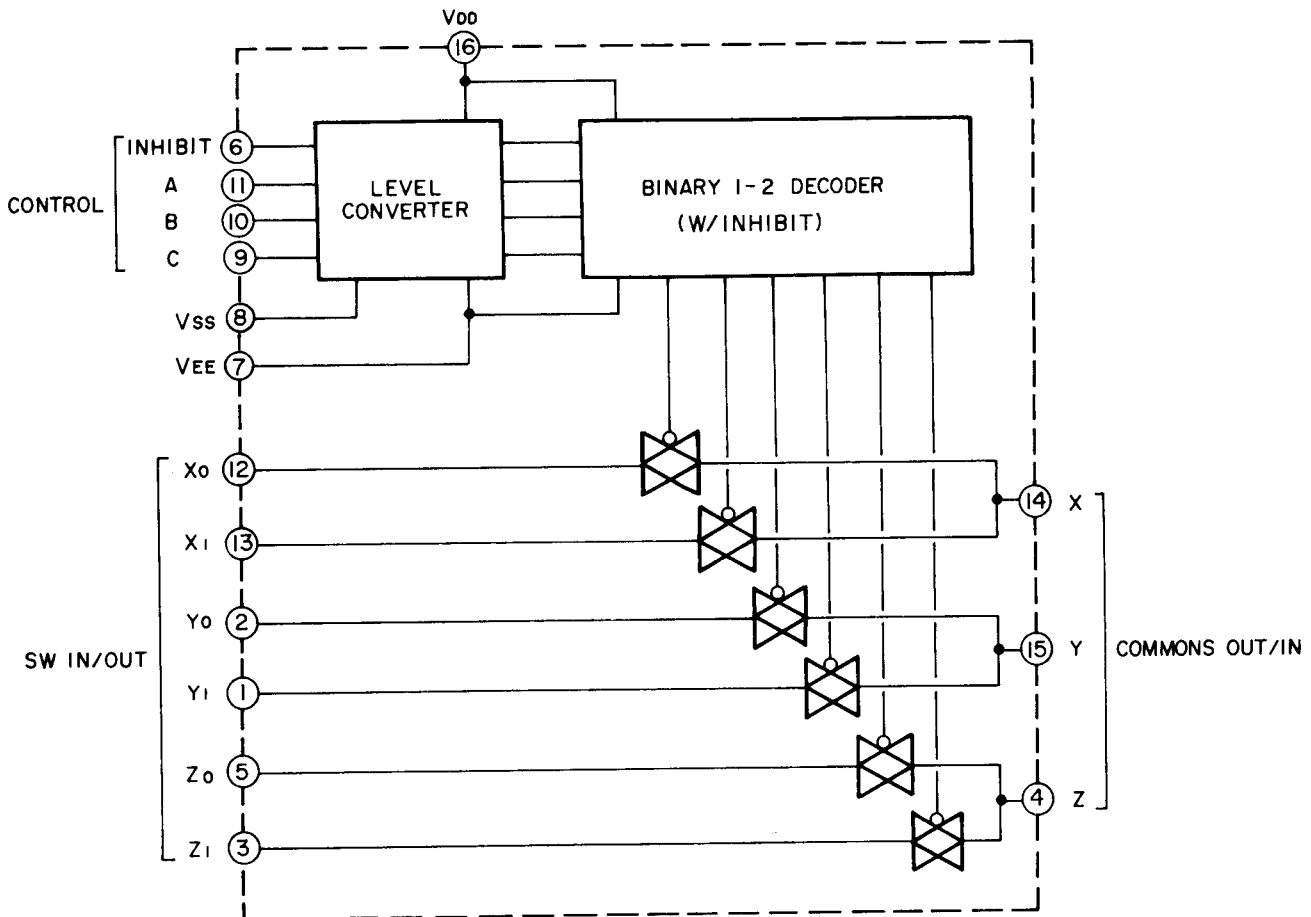 VDD
16
INHIBIT 6
A 11
CONTROL
B 10
C 9
LEVEL
CONVERTER
BINARY 1-2 DECODER
(W/INHIBIT)
VSS 8
VEE 7
X0 12
14 X
X1 13
Y0 2
SW IN/OUT
15 Y
COMMONS OUT/IN
Y1 1
Z0 5
4 Z
Z1 3